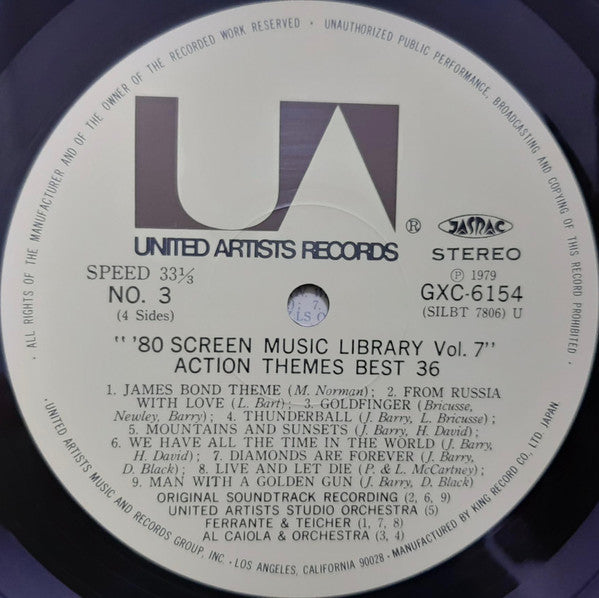 · ALL RIGHTS OF THE MANUFACTURER AND OF THE OWNER OF THE RECORDED WORK RESERVED · UNAUTHORIZED PUBLIC PERFORMANCE, BROADCASTING AND COPYING OF THIS RECORD PROHIBITED ·
UA
®
JASRAC
UNITED ARTISTS RECORDS
STEREO
SPEED 33⅓
Ⓟ 1979
NO. 3
GXC-6154
(4 Sides)
(SILBT 7806) U
"'80 SCREEN MUSIC LIBRARY Vol. 7"
ACTION THEMES BEST 36
1. JAMES BOND THEME (M. Norman) ; 2. FROM RUSSIA
WITH LOVE (L. Bart) ; 3. GOLDFINGER (Bricusse,
Newley, Barry) ; 4. THUNDERBALL (J. Barry, L. Bricusse) ;
5. MOUNTAINS AND SUNSETS (J. Barry, H. David) ;
6. WE HAVE ALL THE TIME IN THE WORLD (J. Barry,
H. David) ; 7. DIAMONDS ARE FOREVER (J. Barry,
D. Black) ; 8. LIVE AND LET DIE (P. & L. McCartney) ;
9. MAN WITH A GOLDEN GUN (J. Barry, D. Black)
ORIGINAL SOUNDTRACK RECORDING (2, 6, 9)
UNITED ARTISTS STUDIO ORCHESTRA (5)
FERRANTE & TEICHER (1, 7, 8)
AL CAIOLA & ORCHESTRA (3, 4)
· UNITED ARTISTS MUSIC AND RECORDS GROUP, INC. · LOS ANGELES, CALIFORNIA 90028 · MANUFACTURED BY KING RECORD CO., LTD. JAPAN.